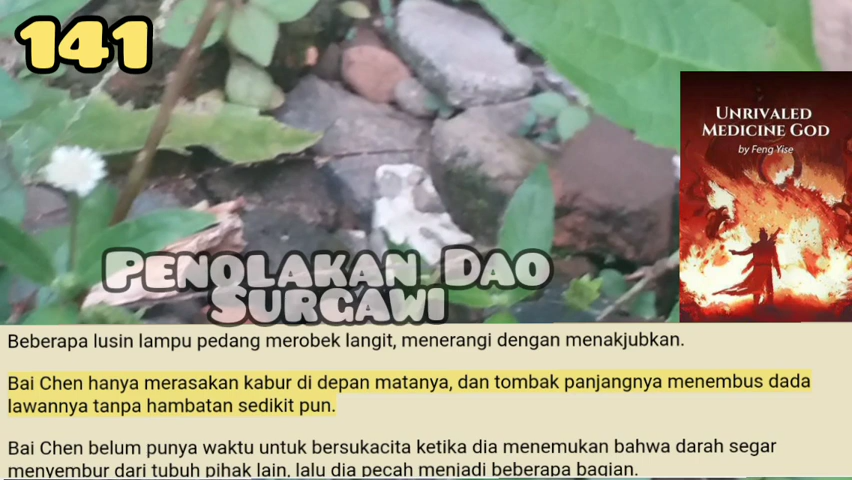 141
UNRIVALED
MEDICINE GOD
by Feng Yise
PENOLAKAN DAO
SURGAWI
Beberapa lusin lampu pedang merobek langit, menerangi dengan menakjubkan.
Bai Chen hanya merasakan kabur di depan matanya, dan tombak panjangnya menembus dada
lawannya tanpa hambatan sedikit pun.
Bai Chen belum punya waktu untuk bersukacita ketika dia menemukan bahwa darah segar
menyembur dari tubuh pihak lain, lalu dia pecah menjadi beberapa bagian.